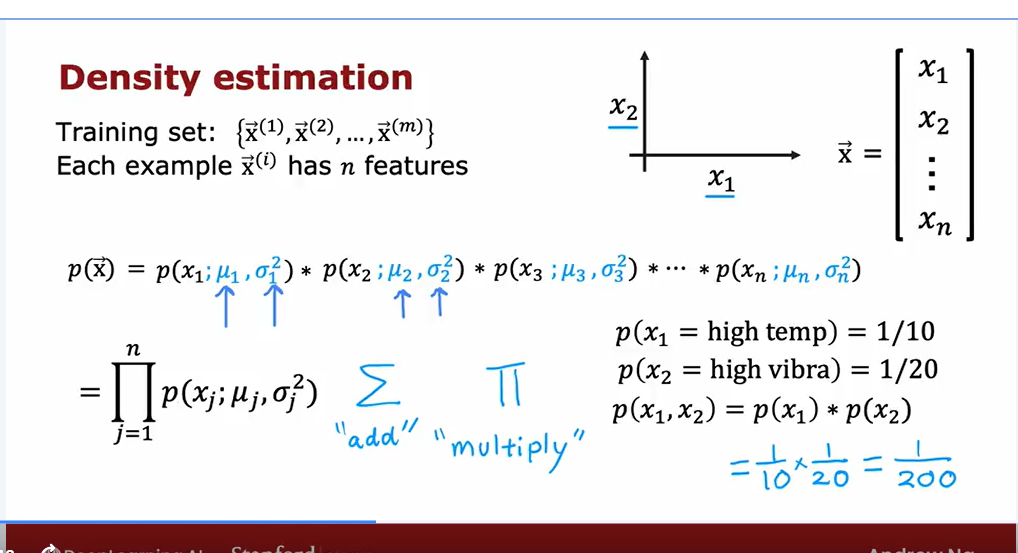 Density estimation
Training set: {x⃗⁽¹⁾, x⃗⁽²⁾, ..., x⃗⁽ᵐ⁾}
Each example x⃗⁽ⁱ⁾ has n features
x₂
x₁
x⃗ = [x₁ x₂ ⋮ xₙ]
p(x⃗) = p(x₁; μ₁, σ₁²) * p(x₂; μ₂, σ₂²) * p(x₃; μ₃, σ₃²) * ⋯ * p(xₙ; μₙ, σₙ²)
= ∏ⱼ₌₁ⁿ p(xⱼ; μⱼ, σⱼ²)
Σ "add"
Π "multiply"
p(x₁ = high temp) = 1/10
p(x₂ = high vibra) = 1/20
p(x₁, x₂) = p(x₁) * p(x₂)
= 1/10 × 1/20 = 1/200
Stanford
Andrew Ng